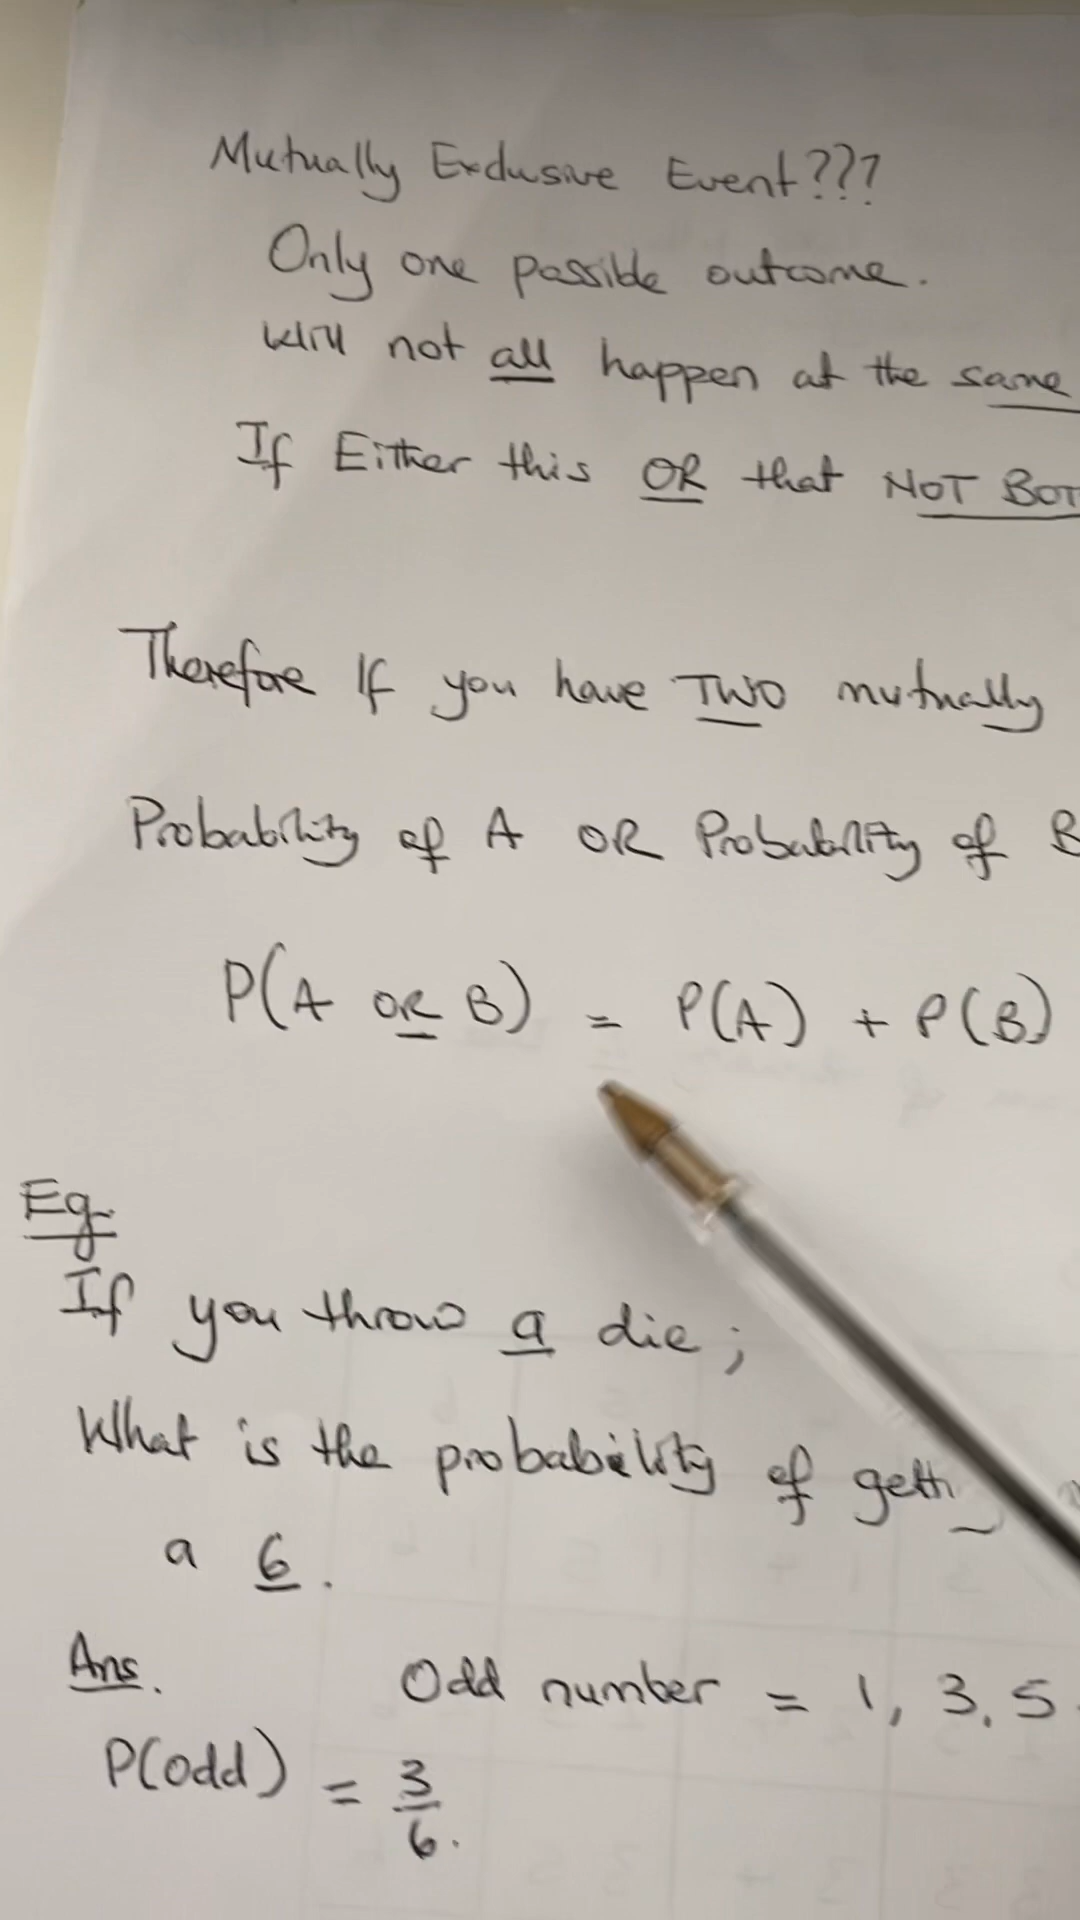 Mutually Exclusive Event???
Only one possible outcome.
Will not all happen at the same
If Either this OR that NOT BOT
Therefore If you have TWO mutually
Probability of A OR Probability of B
P(A OR B) = P(A) + P(B)
Eg.
If you throw a die;
What is the probability of gett
a 6.
Ans. Odd number = 1, 3, 5
P(odd) = 3/6.